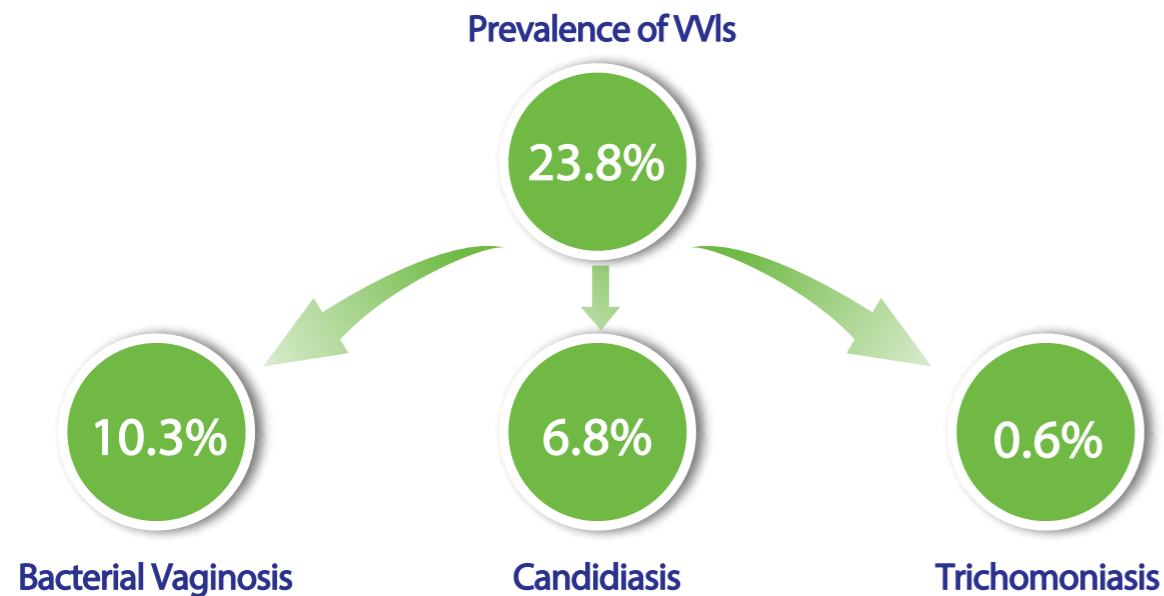 Prevalence of VVIs
23.8%
10.3%
6.8%
0.6%
Bacterial Vaginosis
Candidiasis
Trichomoniasis